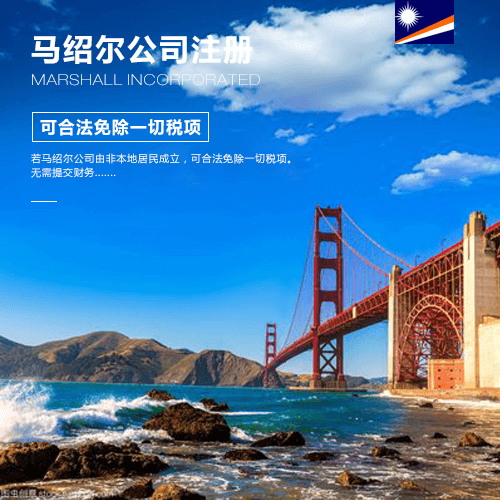 马绍尔公司注册
MARSHALL INCORPORATED
可合法免除一切税项
若马绍尔公司由非本地居民成立，可合法免除一切税项。
无需提交财务.......